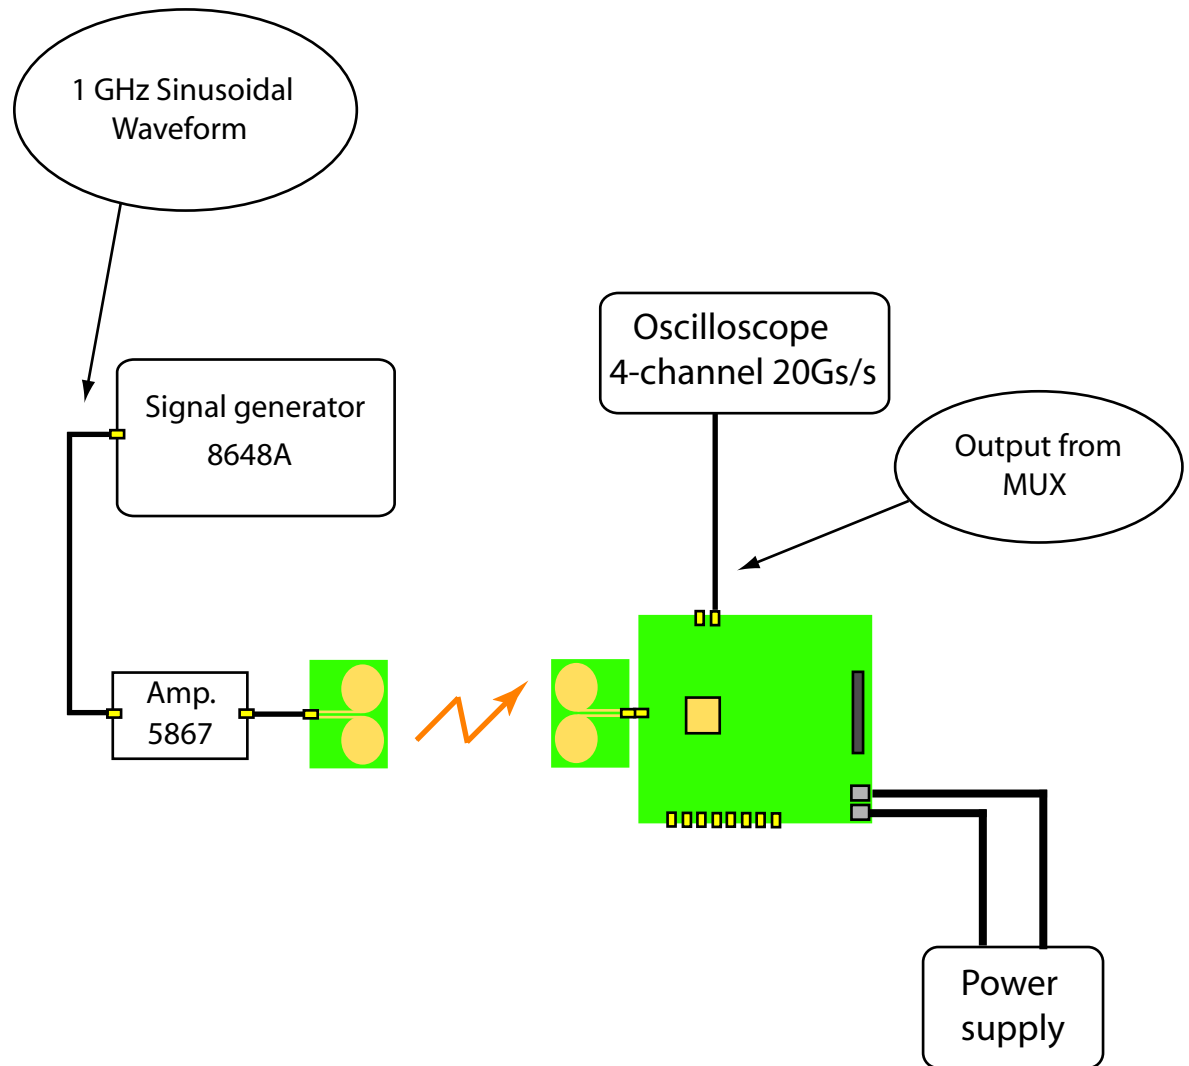 1 GHz Sinusoidal
Waveform
Signal generator
8648A
Oscilloscope
4-channel 20Gs/s
Output from
MUX
Amp.
5867
Power
supply